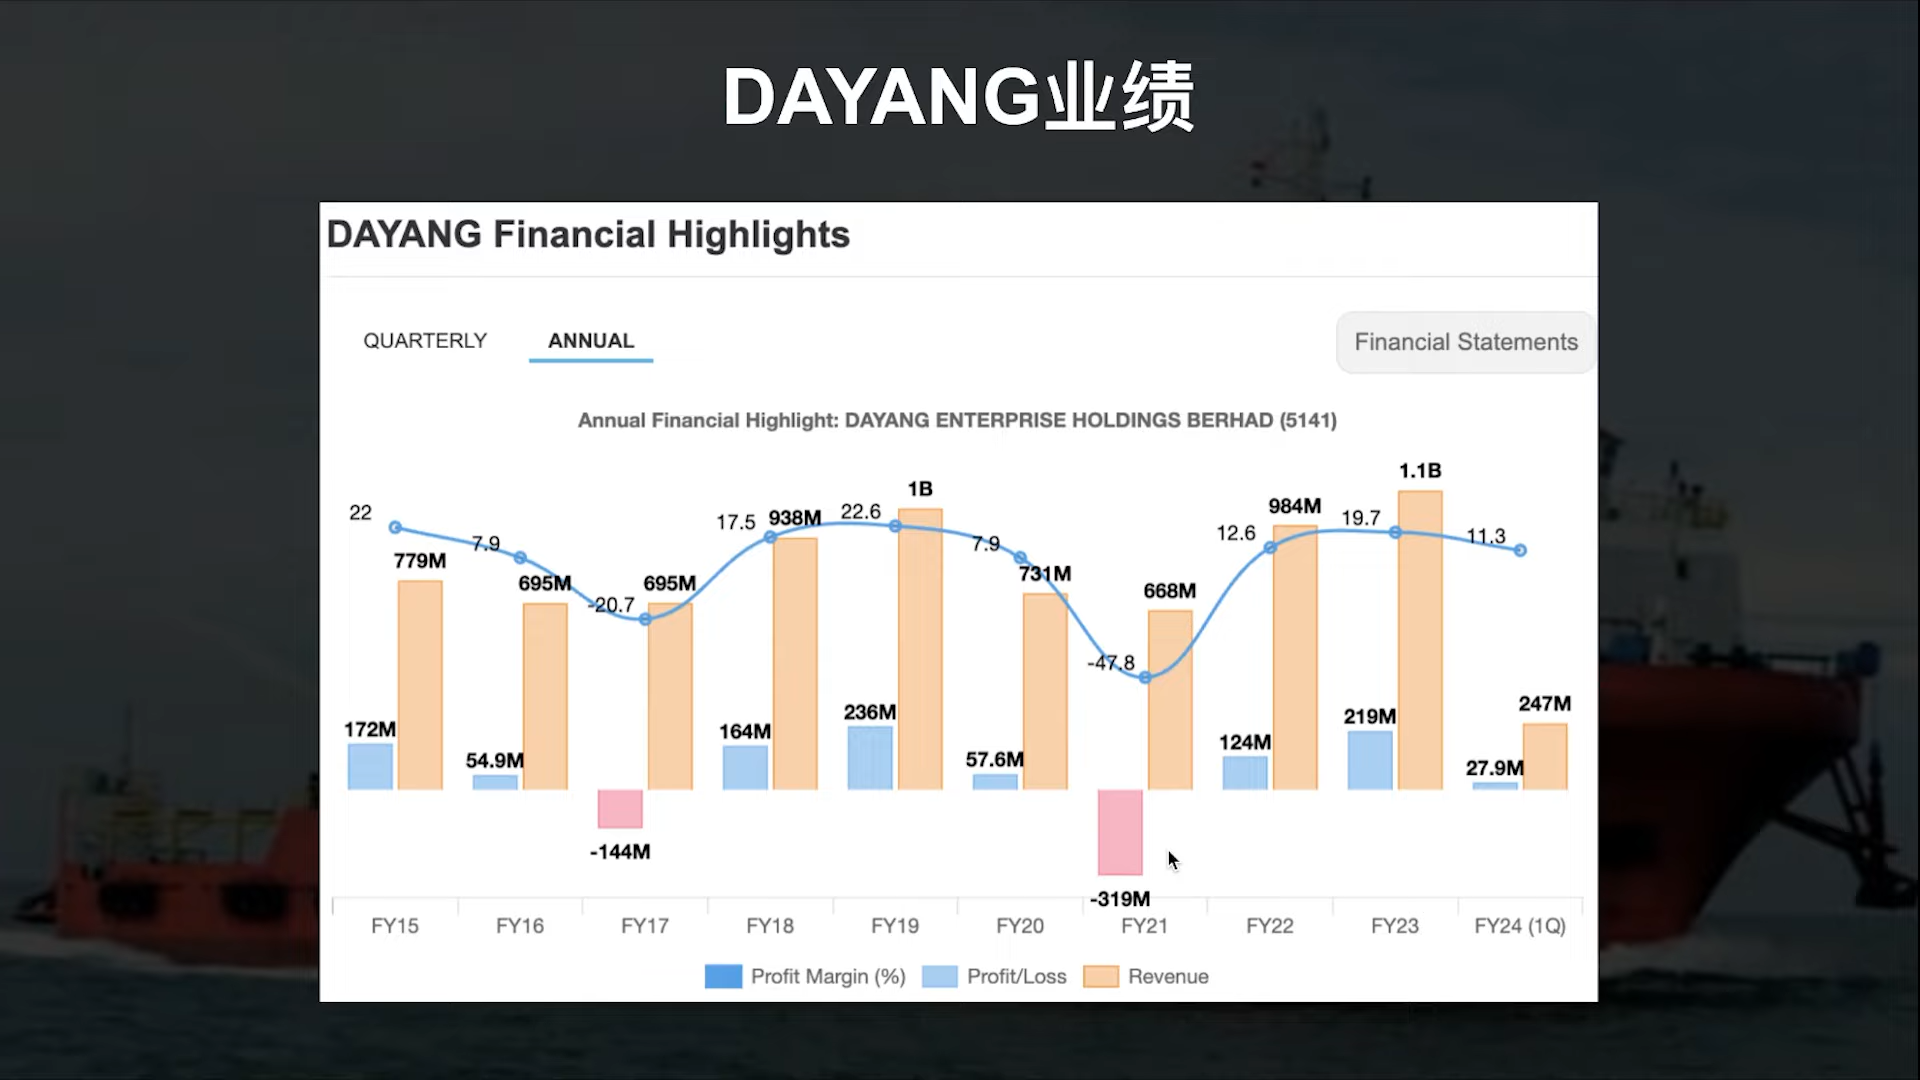 DAYANG业绩
DAYANG Financial Highlights
QUARTERLY ANNUAL Financial Statements
Annual Financial Highlight: DAYANG ENTERPRISE HOLDINGS BERHAD (5141)
22 7.9 -20.7 17.5 22.6 7.9 -47.8 12.6 19.7 11.3
779M 695M 695M 938M 1B 731M 668M 984M 1.1B 247M
172M 54.9M -144M 164M 236M 57.6M -319M 124M 219M 27.9M
FY15 FY16 FY17 FY18 FY19 FY20 FY21 FY22 FY23 FY24 (1Q)
Profit Margin (%) Profit/Loss Revenue